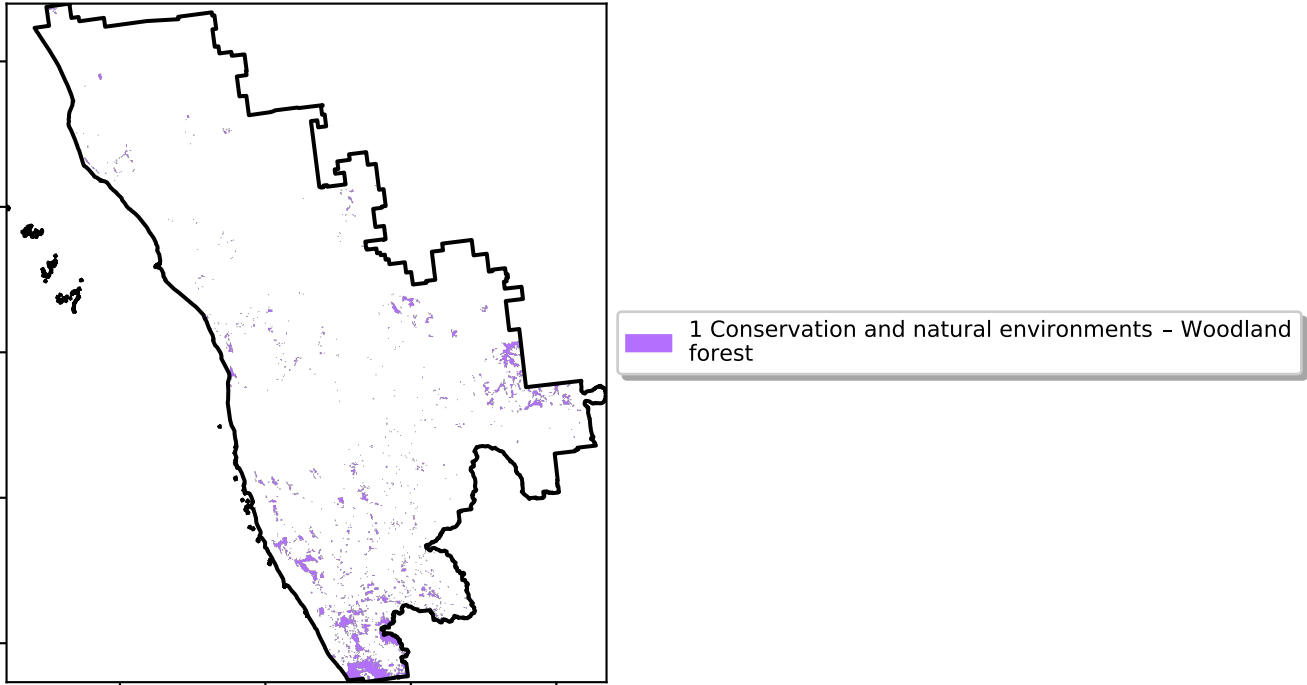 1 Conservation and natural environments – Woodland
forest